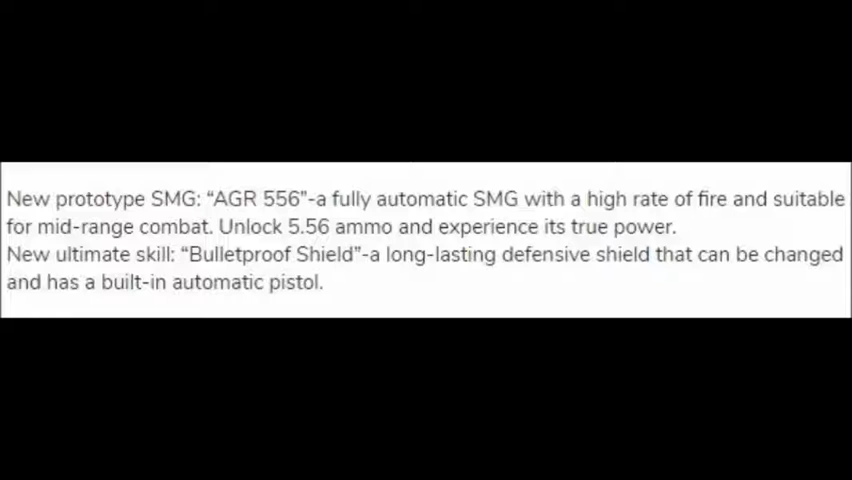 New prototype SMG: “AGR 556”-a fully automatic SMG with a high rate of fire and suitable
for mid-range combat. Unlock 5.56 ammo and experience its true power.
New ultimate skill: “Bulletproof Shield”-a long-lasting defensive shield that can be changed
and has a built-in automatic pistol.